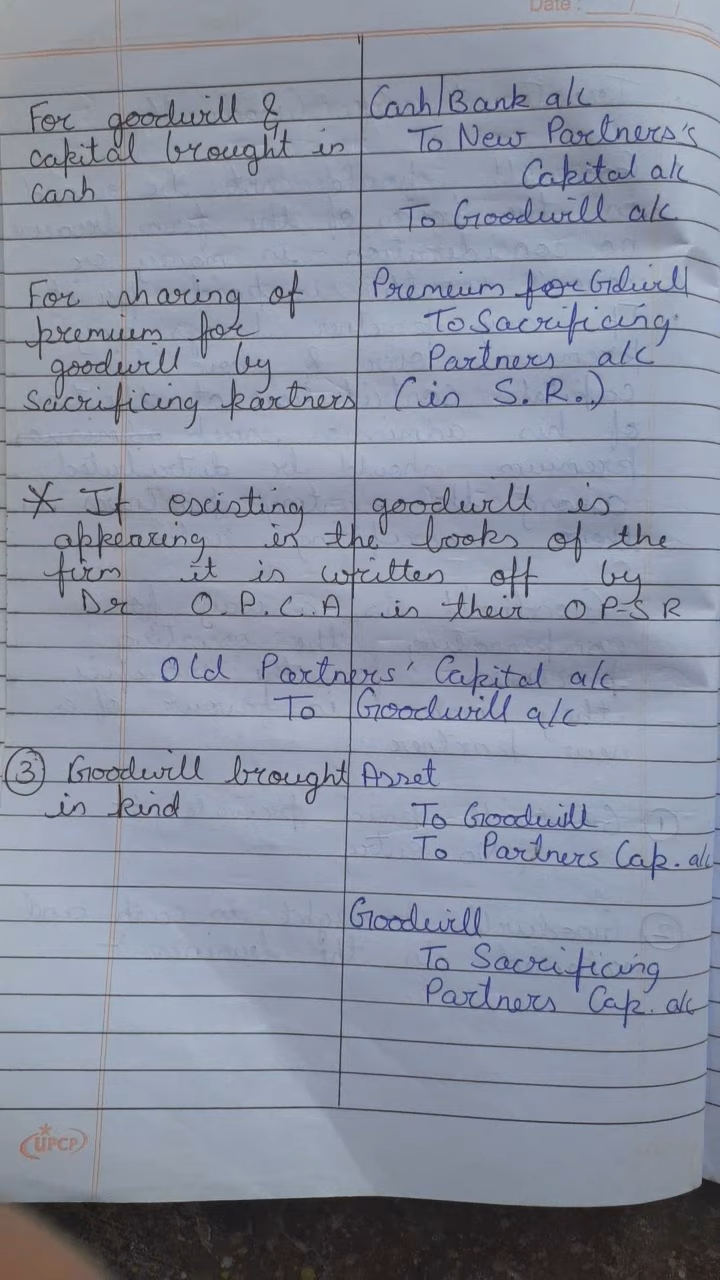 Date :
For goodwill &
capital brought in
cash
Cash/Bank a/c
To New Partners's
Capital a/c
To Goodwill a/c
For sharing of
premium for
goodwill by
sacrificing partners
Premeium for Gdwill
To Sacrificing
Partners a/c
(in S.R.)
* If existing goodwill is
appearing in the books of the
firm it is written off by
Dr O.P.C.A in their O P-S R
Old Partners' Capital a/c
To Goodwill a/c
③ Goodwill brought
in kind
Asset
To Goodwill
To Partners Cap. a/c
Goodwill
To Sacrificing
Partners Cap. a/c
UPCP